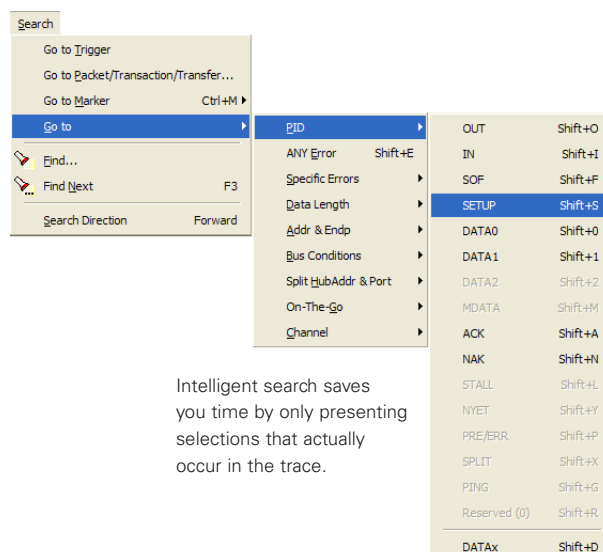 Search
Go to Trigger
Go to Packet/Transaction/Transfer...
Go to Marker Ctrl+M
Go to
Find...
Find Next F3
Search Direction Forward
PID
ANY Error Shift+E
Specific Errors
Data Length
Addr & Endp
Bus Conditions
Split HubAddr & Port
On-The-Go
Channel
OUT Shift+O
IN Shift+I
SOF Shift+F
SETUP Shift+S
DATA0 Shift+0
DATA1 Shift+1
DATA2 Shift+2
MDATA Shift+M
ACK Shift+A
NAK Shift+N
STALL Shift+L
NYET Shift+Y
PRE/ERR Shift+P
SPLIT Shift+X
PING Shift+G
Reserved (0) Shift+R
DATAx Shift+D
Intelligent search saves
you time by only presenting
selections that actually
occur in the trace.